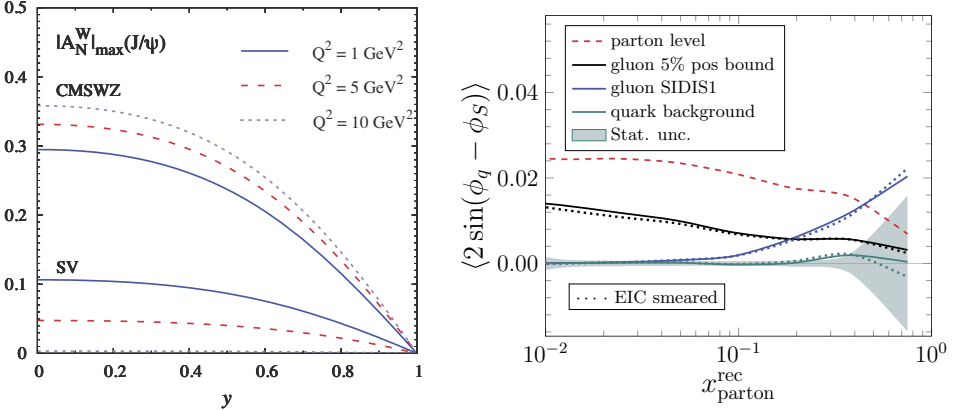 0.5
0.4
0.3
0.2
0.1
0
|A_N^W|_max(J/ψ)
CMSWZ
SV
Q² = 1 GeV²
Q² = 5 GeV²
Q² = 10 GeV²
0 0.2 0.4 0.6 0.8 1
y
⟨2 sin(ϕ_q − ϕ_S)⟩
0.04
0.02
0.00
parton level
gluon 5% pos bound
gluon SIDIS1
quark background
Stat. unc.
EIC smeared
10⁻² 10⁻¹ 10⁰
x_parton^rec